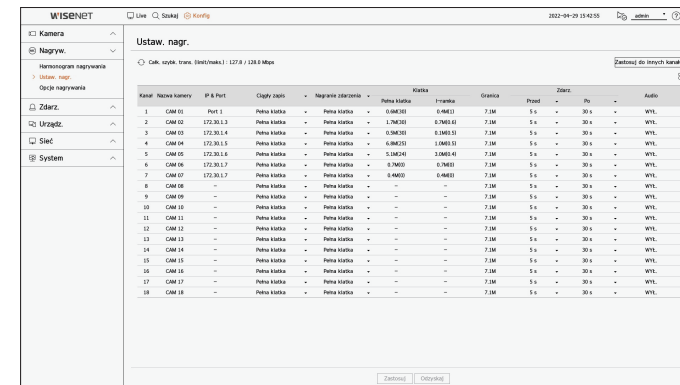 WISENET
Live Szukaj Konfig 2022-04-29 15:42:55 admin ?
Kamera
Nagryw.
Harmonogram nagrywania
> Ustaw. nagr.
Opcje nagrywania
Zdarz.
Urządz.
Sieć
System
Ustaw. nagr.
Całk. szybk. trans. (limit/maks.) : 127.8 / 128.0 Mbps Zastosuj do innych kanałó
Kanał Nazwa kamery IP & Port Ciągły zapis Nagranie zdarzenia Klatka Granica Zdarz. Audio
Pełna klatka I-ramka Przed Po
1 CAM 01 Port 1 Pełna klatka Pełna klatka 0.6M(30) 0.4M(1) 7.1M 5 s 30 s WYŁ.
2 CAM 02 172.30.1.3 Pełna klatka Pełna klatka 1.7M(30) 0.7M(0.6) 7.1M 5 s 30 s WYŁ.
3 CAM 03 172.30.1.4 Pełna klatka Pełna klatka 0.5M(30) 0.1M(0.5) 7.1M 5 s 30 s WYŁ.
4 CAM 04 172.30.1.5 Pełna klatka Pełna klatka 6.8M(25) 1.0M(0.5) 7.1M 5 s 30 s WYŁ.
5 CAM 05 172.30.1.6 Pełna klatka Pełna klatka 5.1M(24) 3.0M(0.4) 7.1M 5 s 30 s WYŁ.
6 CAM 06 172.30.1.7 Pełna klatka Pełna klatka 0.7M(0) 0.7M(0) 7.1M 5 s 30 s WYŁ.
7 CAM 07 172.30.1.7 Pełna klatka Pełna klatka 0.4M(0) 0.4M(0) 7.1M 5 s 30 s WYŁ.
8 CAM 08 – Pełna klatka Pełna klatka – – 7.1M 5 s 30 s WYŁ.
9 CAM 09 – Pełna klatka Pełna klatka – – 7.1M 5 s 30 s WYŁ.
10 CAM 10 – Pełna klatka Pełna klatka – – 7.1M 5 s 30 s WYŁ.
11 CAM 11 – Pełna klatka Pełna klatka – – 7.1M 5 s 30 s WYŁ.
12 CAM 12 – Pełna klatka Pełna klatka – – 7.1M 5 s 30 s WYŁ.
13 CAM 13 – Pełna klatka Pełna klatka – – 7.1M 5 s 30 s WYŁ.
14 CAM 14 – Pełna klatka Pełna klatka – – 7.1M 5 s 30 s WYŁ.
15 CAM 15 – Pełna klatka Pełna klatka – – 7.1M 5 s 30 s WYŁ.
16 CAM 16 – Pełna klatka Pełna klatka – – 7.1M 5 s 30 s WYŁ.
17 CAM 17 – Pełna klatka Pełna klatka – – 7.1M 5 s 30 s WYŁ.
18 CAM 18 – Pełna klatka Pełna klatka – – 7.1M 5 s 30 s WYŁ.
Zastosuj Odzyskaj